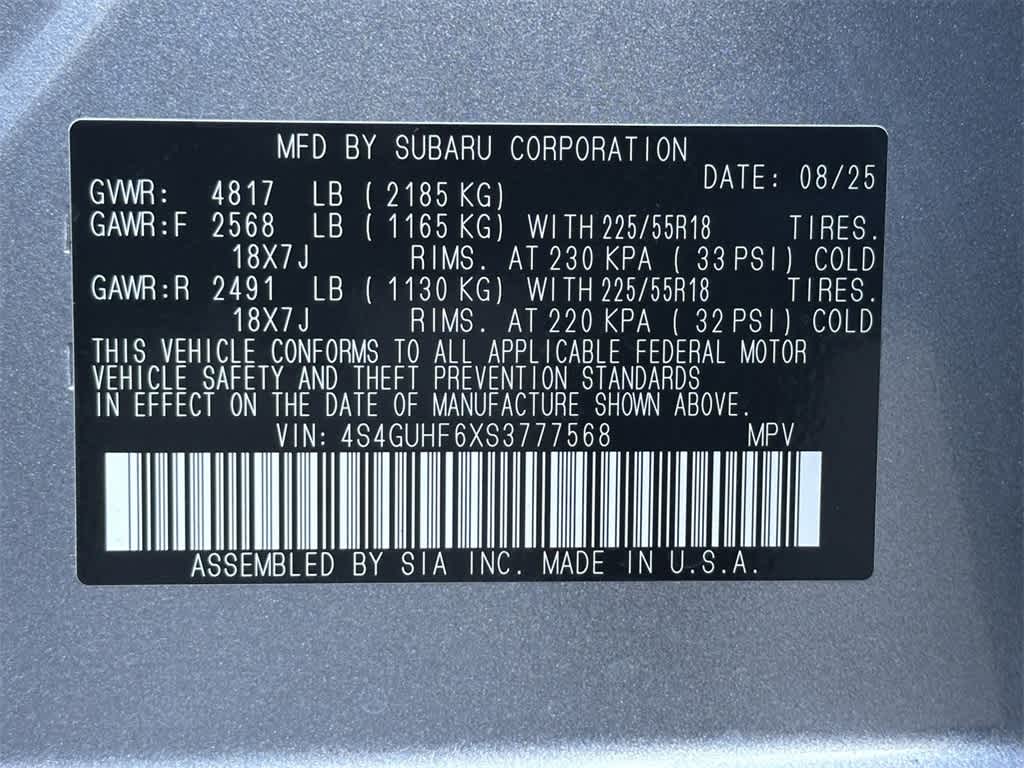 MFD BY SUBARU CORPORATION
DATE: 08/25
GVWR: 4817 LB (2185 KG)
GAWR:F 2568 LB (1165 KG) WITH 225/55R18 TIRES.
18X7J RIMS. AT 230 KPA (33 PSI) COLD
GAWR:R 2491 LB (1130 KG) WITH 225/55R18 TIRES.
18X7J RIMS. AT 220 KPA (32 PSI) COLD
THIS VEHICLE CONFORMS TO ALL APPLICABLE FEDERAL MOTOR
VEHICLE SAFETY AND THEFT PREVENTION STANDARDS
IN EFFECT ON THE DATE OF MANUFACTURE SHOWN ABOVE.
VIN: 4S4GUHF6XS3777568 MPV
ASSEMBLED BY SIA INC. MADE IN U.S.A.